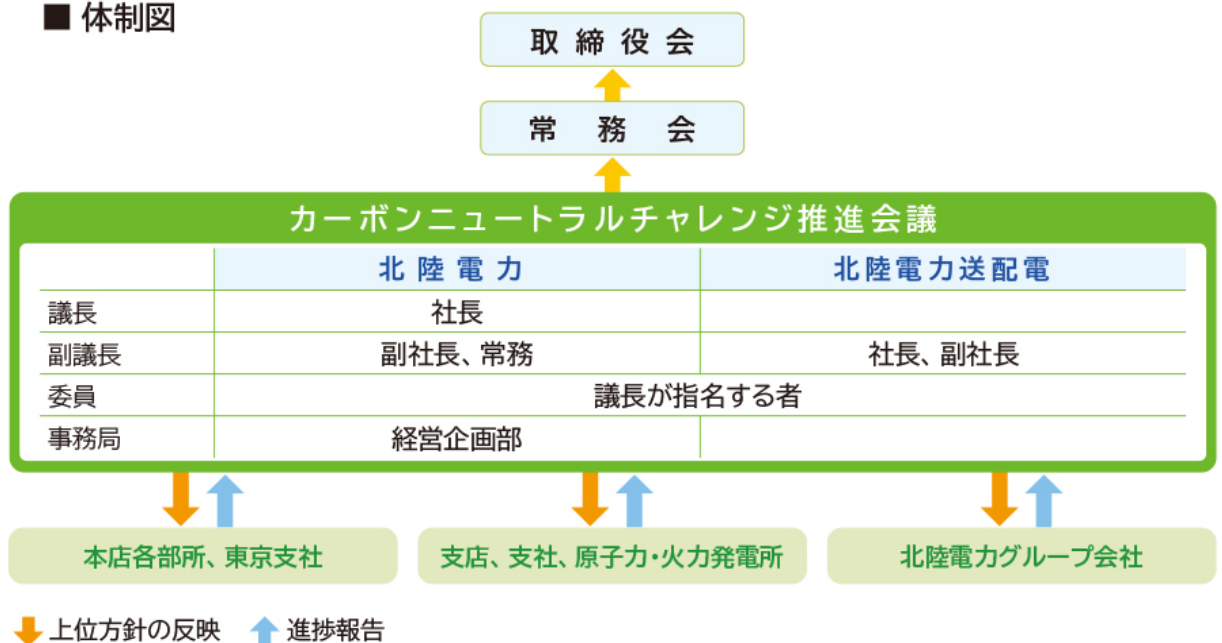 ■ 体制図
取締役会
常務会
カーボンニュートラルチャレンジ推進会議
北陸電力 北陸電力送配電
議長 社長
副議長 副社長、常務 社長、副社長
委員 議長が指名する者
事務局 経営企画部
本店各部所、東京支社 支店、支社、原子力・火力発電所 北陸電力グループ会社
上位方針の反映 進捗報告